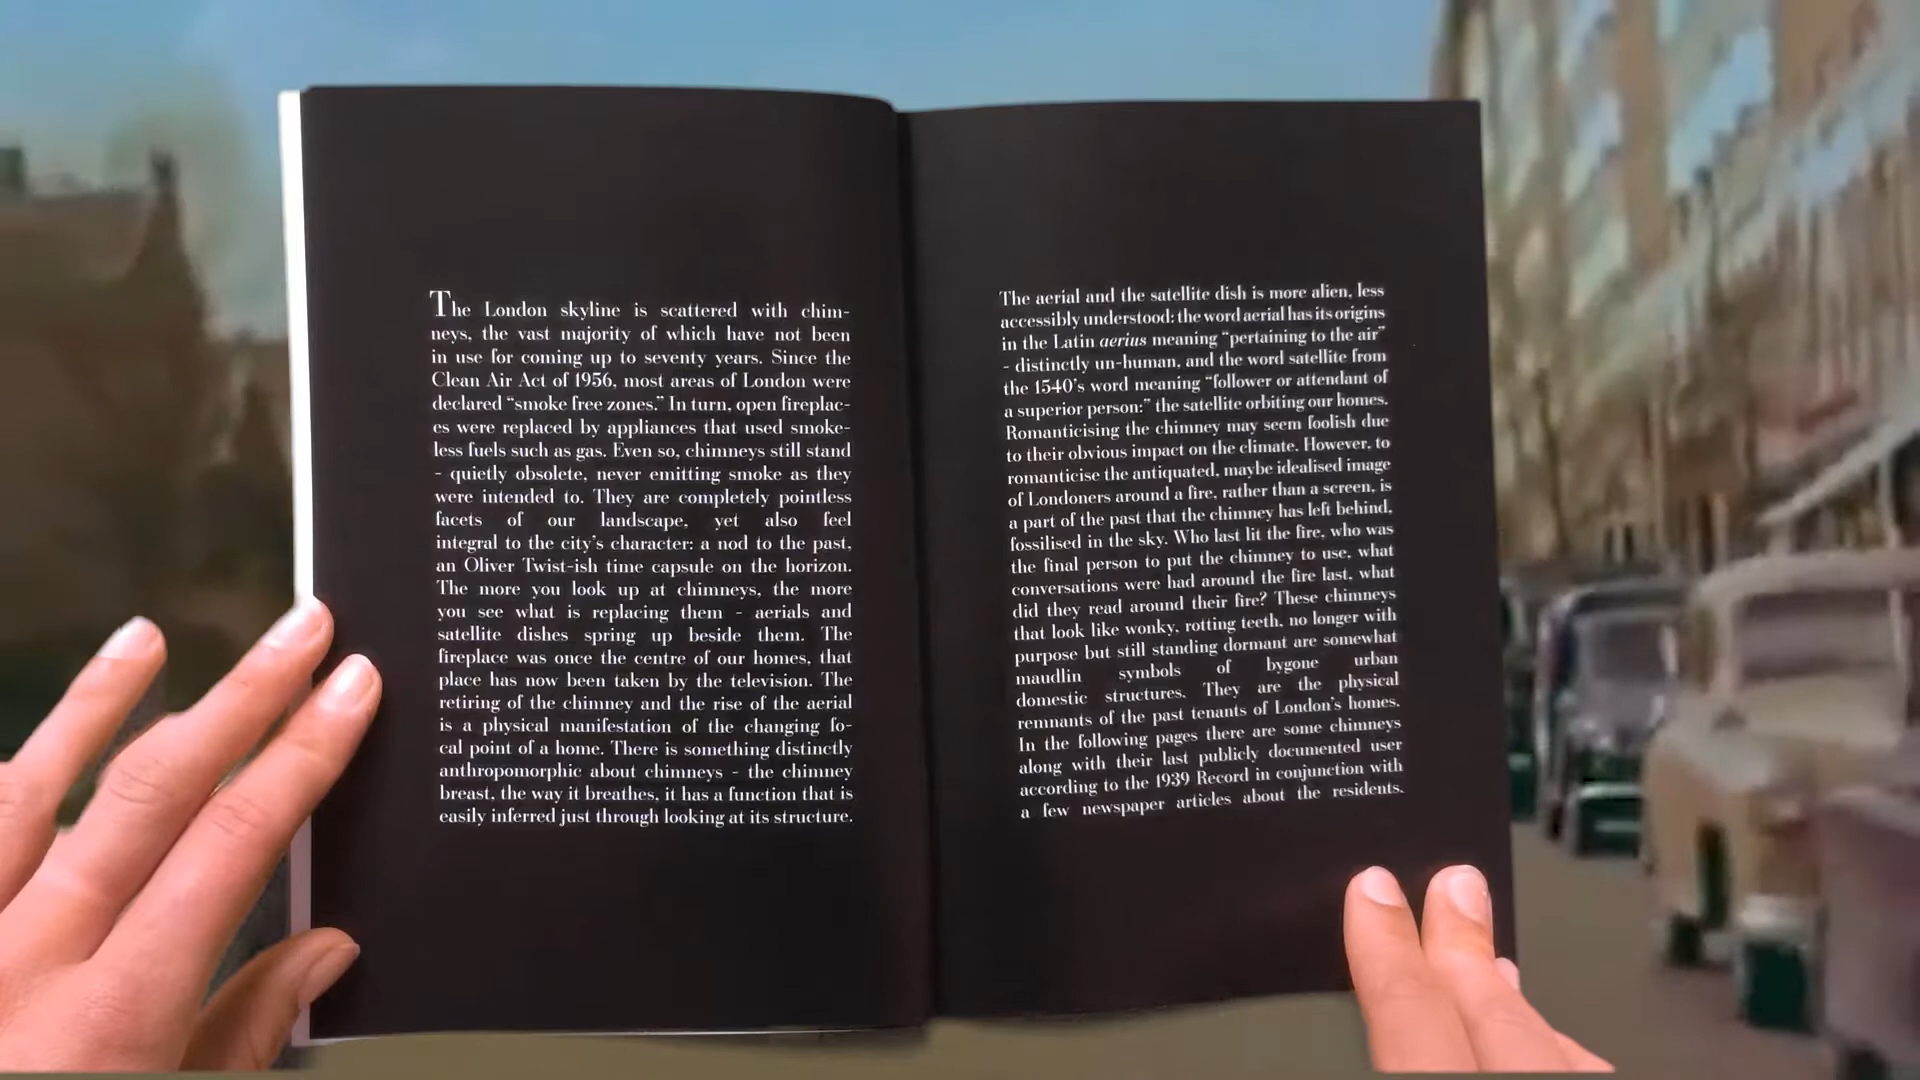 The London skyline is scattered with chim-
neys, the vast majority of which have not been
in use for coming up to seventy years. Since the
Clean Air Act of 1956, most areas of London were
declared “smoke free zones.” In turn, open fireplac-
es were replaced by appliances that used smoke-
less fuels such as gas. Even so, chimneys still stand
- quietly obsolete, never emitting smoke as they
were intended to. They are completely pointless
facets of our landscape, yet also feel
integral to the city’s character: a nod to the past,
an Oliver Twist-ish time capsule on the horizon.
The more you look up at chimneys, the more
you see what is replacing them - aerials and
satellite dishes spring up beside them. The
fireplace was once the centre of our homes, that
place has now been taken by the television. The
retiring of the chimney and the rise of the aerial
is a physical manifestation of the changing fo-
cal point of a home. There is something distinctly
anthropomorphic about chimneys - the chimney
breast, the way it breathes, it has a function that is
easily inferred just through looking at its structure.
The aerial and the satellite dish is more alien, less
accessibly understood: the word aerial has its origins
in the Latin aerius meaning “pertaining to the air”
- distinctly un-human, and the word satellite from
the 1540’s word meaning “follower or attendant of
a superior person:” the satellite orbiting our homes.
Romanticising the chimney may seem foolish due
to their obvious impact on the climate. However, to
romanticise the antiquated, maybe idealised image
of Londoners around a fire, rather than a screen, is
a part of the past that the chimney has left behind,
fossilised in the sky. Who last lit the fire, who was
the final person to put the chimney to use, what
conversations were had around the fire last, what
did they read around their fire? These chimneys
that look like wonky, rotting teeth, no longer with
purpose but still standing dormant are somewhat
maudlin symbols of bygone urban
domestic structures. They are the physical
remnants of the past tenants of London’s homes.
In the following pages there are some chimneys
along with their last publicly documented user
according to the 1939 Record in conjunction with
a few newspaper articles about the residents.